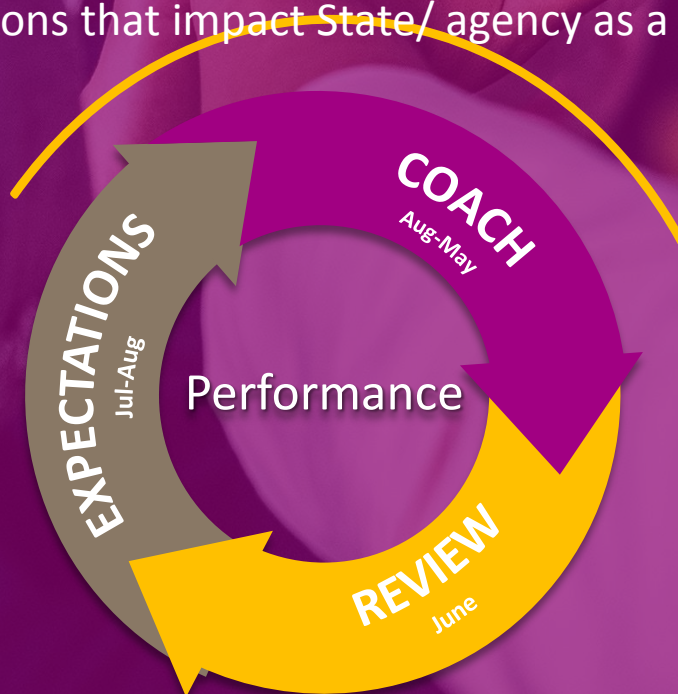 ons that impact State/ agency as a
COACH
Aug-May
EXPECTATIONS
Jul-Aug
Performance
REVIEW
June